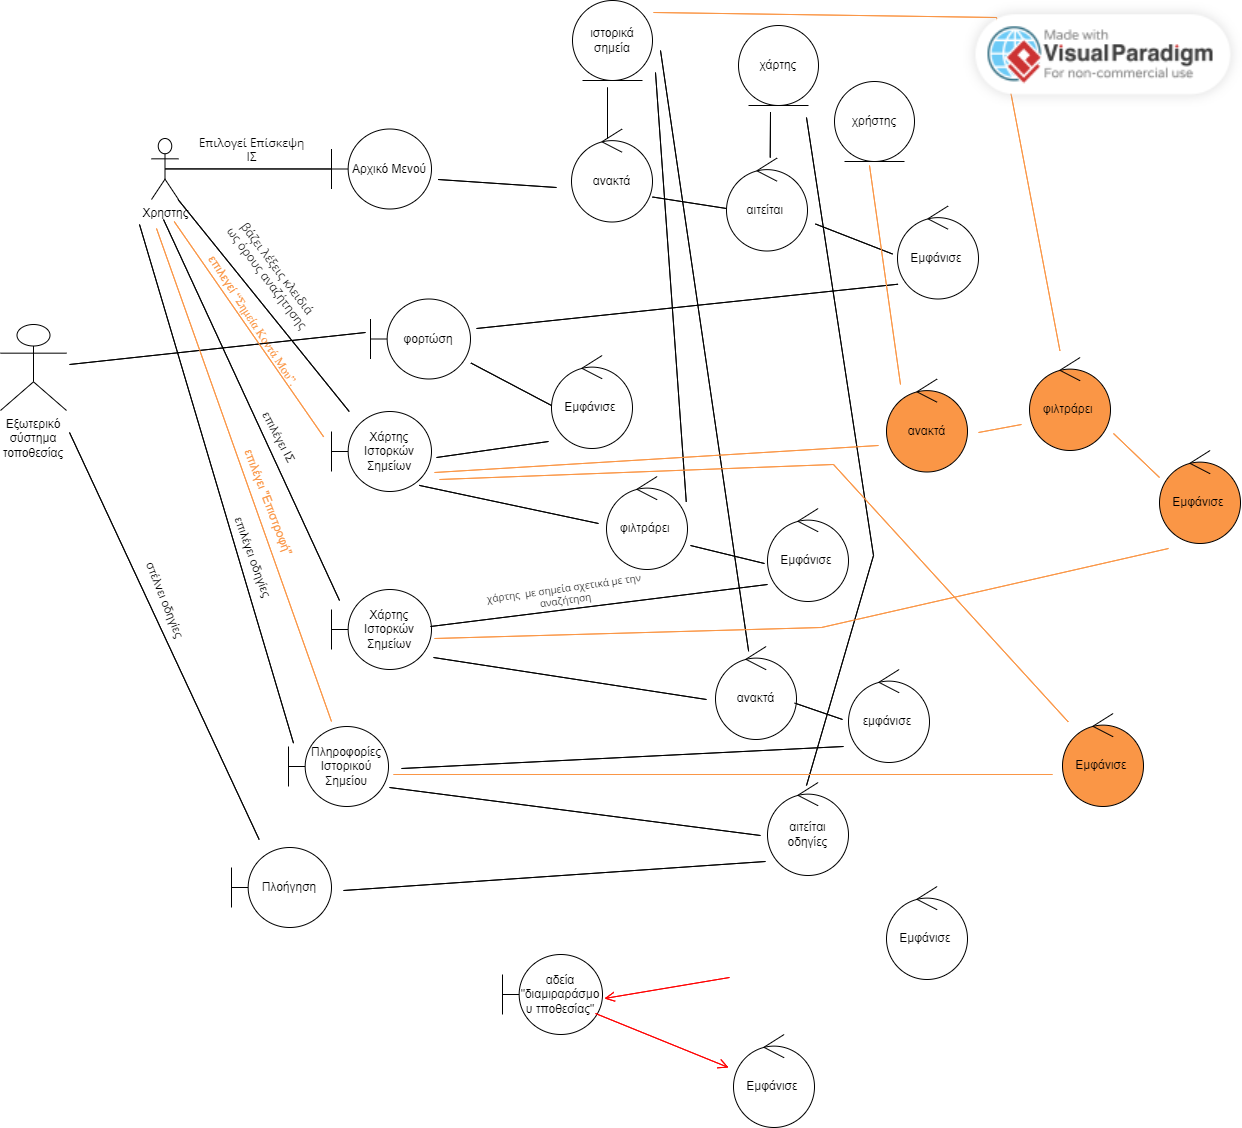 ιστορικά
σημεία
χάρτης
χρήστης
Made with
Visual Paradigm
For non-commercial use
Επιλογεί Επίσκεψη
ΙΣ
Αρχικό Μενού
ανακτά
αιτείται
Χρηστης
Εμφάνισε
βάζει λέξεις κλειδιά
ως όρους αναζήτησης
επιλεγεί "Σημεία Κοντά Μου".
φορτώση
Εξωτερικό
σύστημα
τοποθεσίας
Εμφάνισε
Χάρτης
Ιστορκών
Σημείων
επιλέγει ΙΣ
ανακτά
φιλτράρει
Εμφάνισε
επιλέγει "Επιστροφή"
επιλέγει οδηγίες
φιλτράρει
Εμφάνισε
στέλνει οδηγίες
χάρτης με σημεία σχετικά με την
αναζήτηση
Χάρτης
Ιστορκών
Σημείων
ανακτά
εμφάνισε
Πληροφορίες
Ιστορικού
Σημείου
Εμφάνισε
αιτείται
οδηγίες
Πλοήγηση
Εμφάνισε
αδεία
"διαμιραράσμο
υ τποθεσίας"
Εμφάνισε